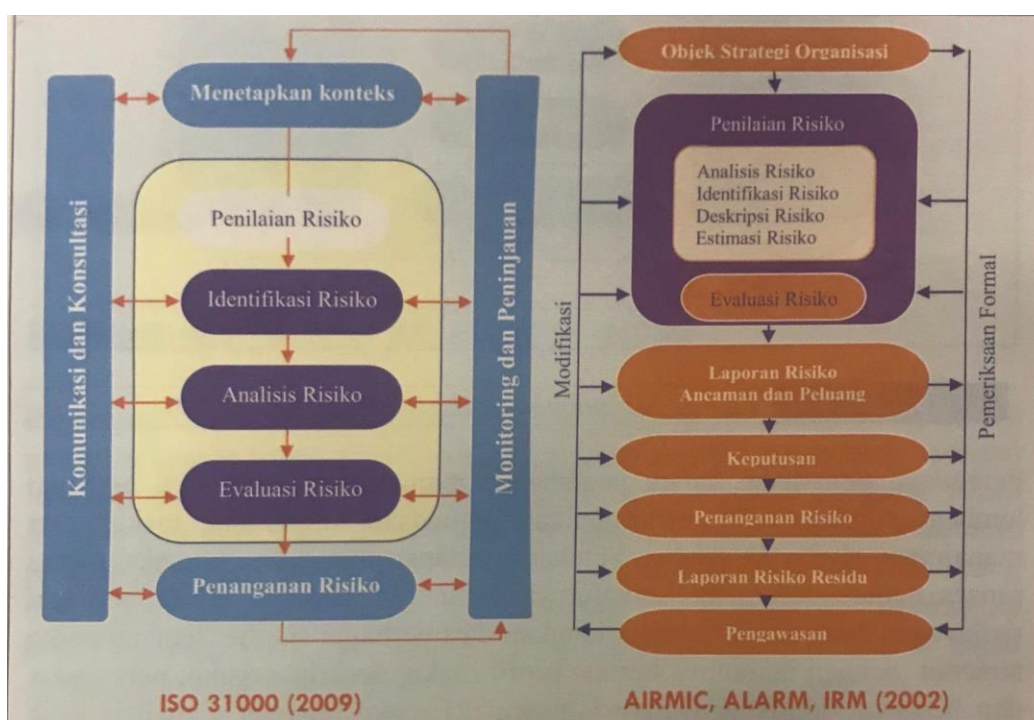 Menetapkan konteks
Komunikasi dan Konsultasi
Penilaian Risiko
Identifikasi Risiko
Analisis Risiko
Evaluasi Risiko
Penanganan Risiko
Monitoring dan Peninjauan
ISO 31000 (2009)
Objek Strategi Organisasi
Penilaian Risiko
Analisis Risiko
Identifikasi Risiko
Deskripsi Risiko
Estimasi Risiko
Evaluasi Risiko
Modifikasi
Laporan Risiko
Ancaman dan Peluang
Keputusan
Penanganan Risiko
Laporan Risiko Residu
Pengawasan
Pemeriksaan Formal
AIRMIC, ALARM, IRM (2002)